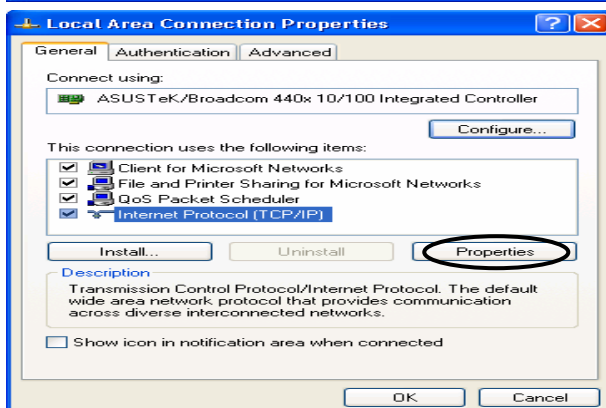 Local Area Connection Properties
General Authentication Advanced
Connect using:
ASUSTeK/Broadcom 440x 10/100 Integrated Controller
Configure...
This connection uses the following items:
Client for Microsoft Networks
File and Printer Sharing for Microsoft Networks
QoS Packet Scheduler
Internet Protocol (TCP/IP)
Install... Uninstall Properties
Description
Transmission Control Protocol/Internet Protocol. The default
wide area network protocol that provides communication
across diverse interconnected networks.
Show icon in notification area when connected
OK Cancel